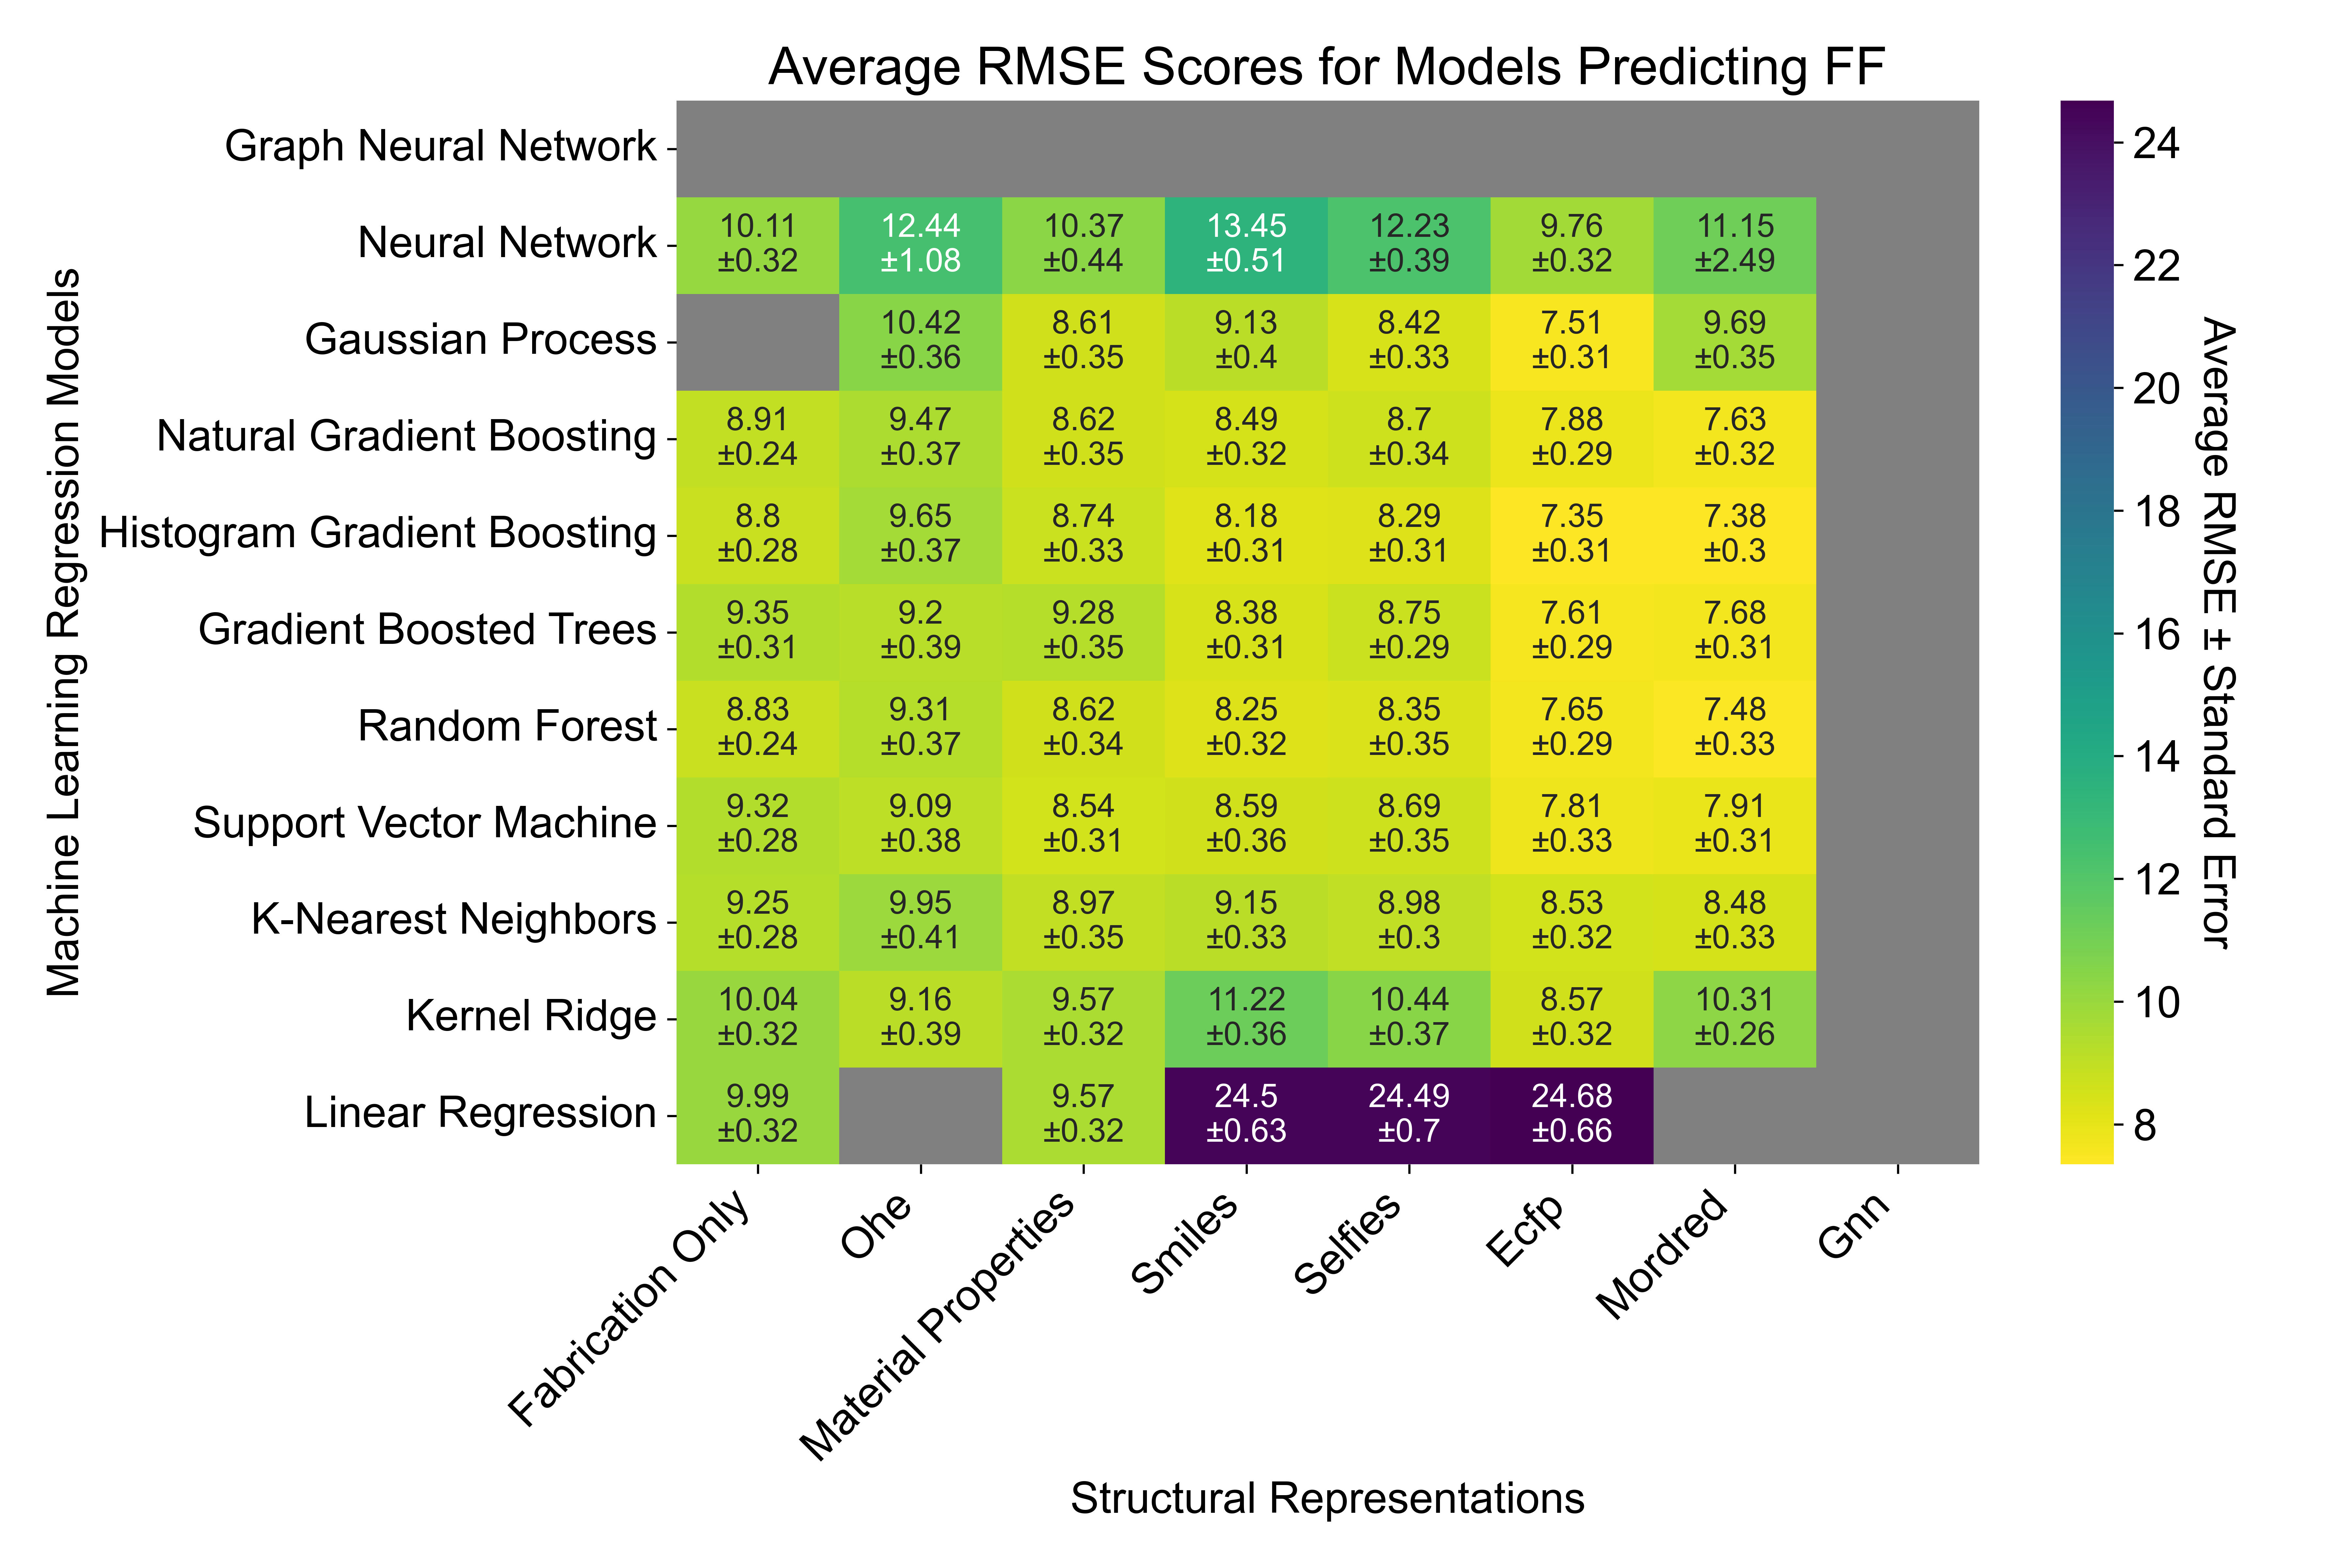 Average RMSE Scores for Models Predicting FF
Machine Learning Regression Models
Graph Neural Network
Neural Network
10.11 12.44 10.37 13.45 12.23 9.76 11.15
±0.32 ±1.08 ±0.44 ±0.51 ±0.39 ±0.32 ±2.49
Gaussian Process
10.42 8.61 9.13 8.42 7.51 9.69
±0.36 ±0.35 ±0.4 ±0.33 ±0.31 ±0.35
Natural Gradient Boosting
8.91 9.47 8.62 8.49 8.7 7.88 7.63
±0.24 ±0.37 ±0.35 ±0.32 ±0.34 ±0.29 ±0.32
Histogram Gradient Boosting
8.8 9.65 8.74 8.18 8.29 7.35 7.38
±0.28 ±0.37 ±0.33 ±0.31 ±0.31 ±0.31 ±0.3
Gradient Boosted Trees
9.35 9.2 9.28 8.38 8.75 7.61 7.68
±0.31 ±0.39 ±0.35 ±0.31 ±0.29 ±0.29 ±0.31
Random Forest
8.83 9.31 8.62 8.25 8.35 7.65 7.48
±0.24 ±0.37 ±0.34 ±0.32 ±0.35 ±0.29 ±0.33
Support Vector Machine
9.32 9.09 8.54 8.59 8.69 7.81 7.91
±0.28 ±0.38 ±0.31 ±0.36 ±0.35 ±0.33 ±0.31
K-Nearest Neighbors
9.25 9.95 8.97 9.15 8.98 8.53 8.48
±0.28 ±0.41 ±0.35 ±0.33 ±0.3 ±0.32 ±0.33
Kernel Ridge
10.04 9.16 9.57 11.22 10.44 8.57 10.31
±0.32 ±0.39 ±0.32 ±0.36 ±0.37 ±0.32 ±0.26
Linear Regression
9.99 9.57 24.5 24.49 24.68
±0.32 ±0.32 ±0.63 ±0.7 ±0.66
Fabrication Only
Ohe
Material Properties
Smiles
Selfies
Ecfp
Mordred
Gnn
Structural Representations
24
22
20
18
16
14
12
10
8
Average RMSE ± Standard Error